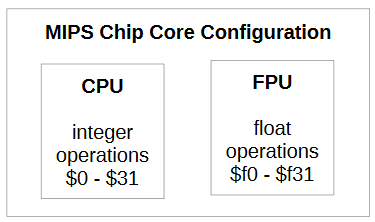 MIPS Chip Core Configuration
CPU
integer
operations
$0 - $31
FPU
float
operations
$f0 - $f31